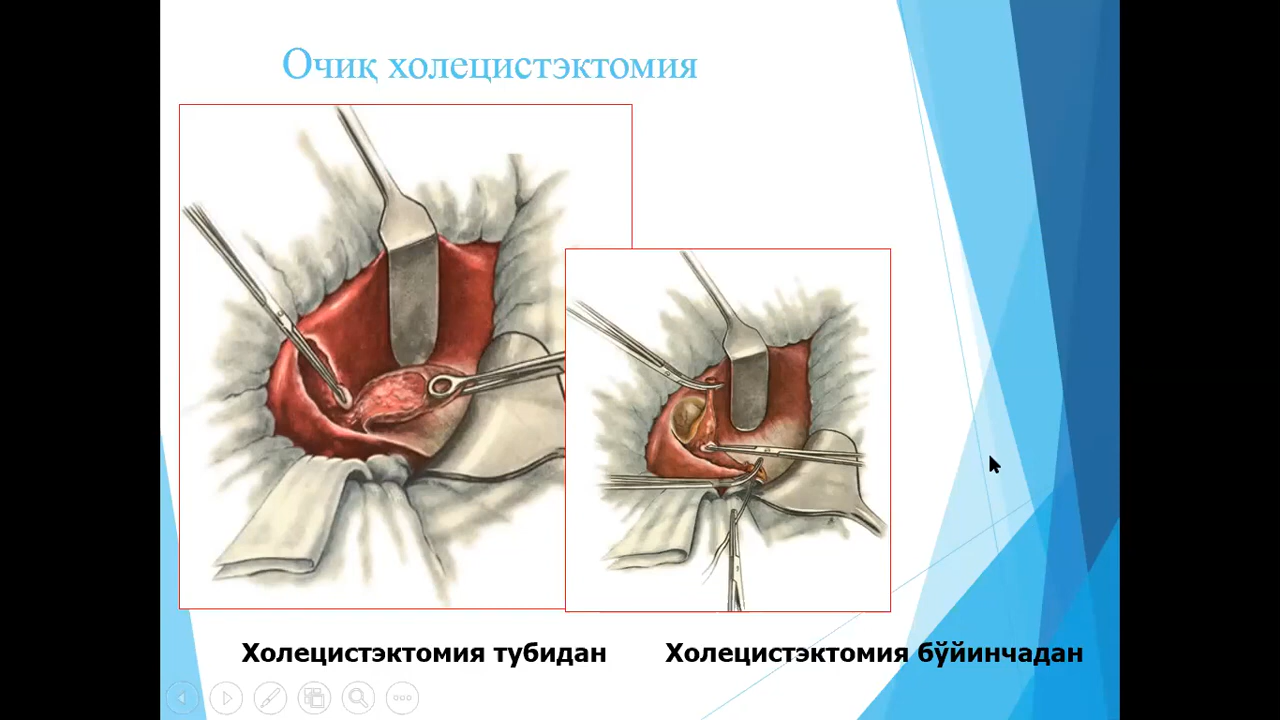 Очиқ холецистэктомия
Холецистэктомия тубидан
Холецистэктомия бўйинчадан